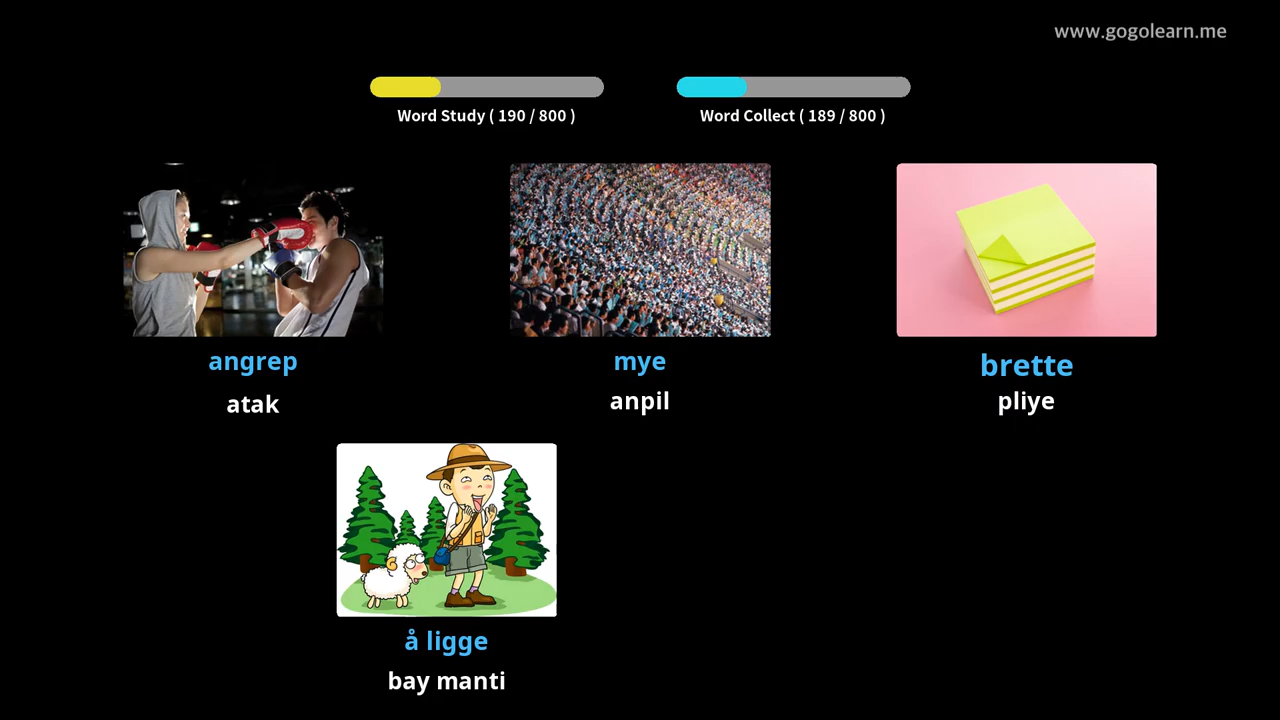 www.gogolearn.me
Word Study ( 190 / 800 )
Word Collect ( 189 / 800 )
angrep
mye
brette
atak
anpil
pliye
å ligge
bay manti